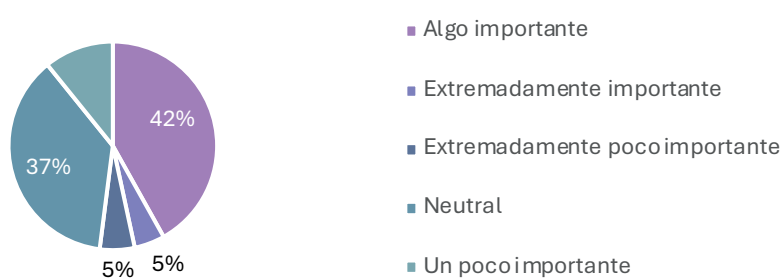 Algo importante
Extremadamente importante
42%
Extremadamente poco importante
37%
Neutral
5%
5%
Un poco importante